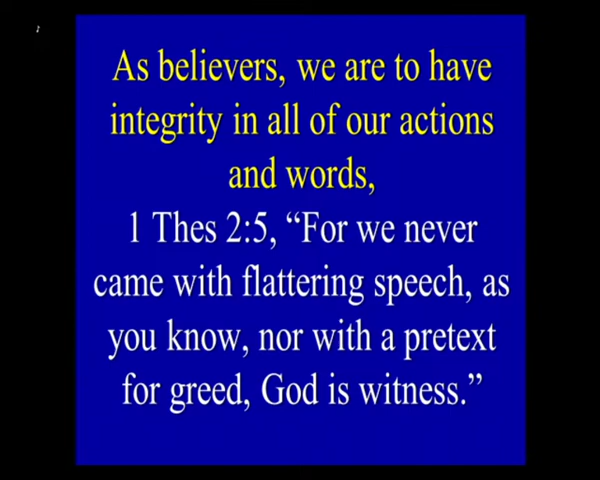 As believers, we are to have
integrity in all of our actions
and words,
1 Thes 2:5, “For we never
came with flattering speech, as
you know, nor with a pretext
for greed, God is witness.”